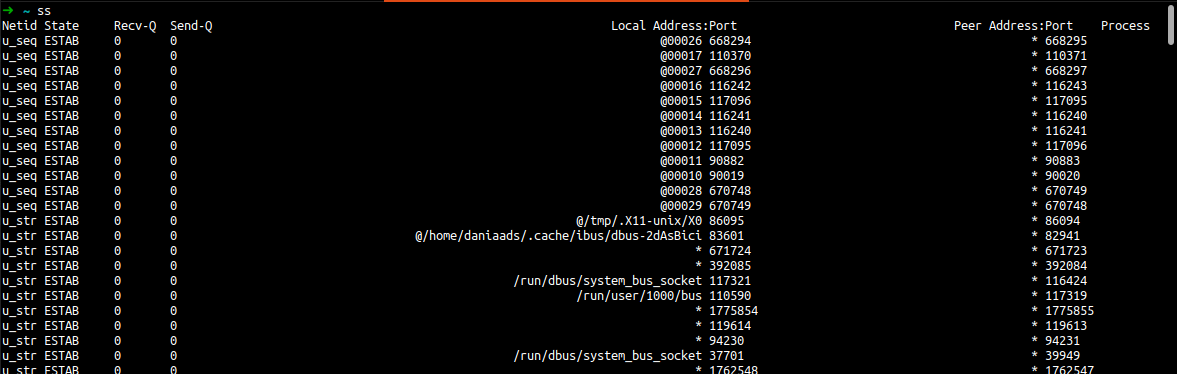 ➜ ~ ss
Netid State Recv-Q Send-Q Local Address:Port Peer Address:Port Process
u_seq ESTAB 0 0 @00026 668294 * 668295
u_seq ESTAB 0 0 @00017 110370 * 110371
u_seq ESTAB 0 0 @00027 668296 * 668297
u_seq ESTAB 0 0 @00016 116242 * 116243
u_seq ESTAB 0 0 @00015 117096 * 117095
u_seq ESTAB 0 0 @00014 116241 * 116240
u_seq ESTAB 0 0 @00013 116240 * 116241
u_seq ESTAB 0 0 @00012 117095 * 117096
u_seq ESTAB 0 0 @00011 90882 * 90883
u_seq ESTAB 0 0 @00010 90019 * 90020
u_seq ESTAB 0 0 @00028 670748 * 670749
u_seq ESTAB 0 0 @00029 670749 * 670748
u_str ESTAB 0 0 @/tmp/.X11-unix/X0 86095 * 86094
u_str ESTAB 0 0 @/home/daniaads/.cache/ibus/dbus-2dAsBici 83601 * 82941
u_str ESTAB 0 0 * 671724 * 671723
u_str ESTAB 0 0 * 392085 * 392084
u_str ESTAB 0 0 /run/dbus/system_bus_socket 117321 * 116424
u_str ESTAB 0 0 /run/user/1000/bus 110590 * 117319
u_str ESTAB 0 0 * 1775854 * 1775855
u_str ESTAB 0 0 * 119614 * 119613
u_str ESTAB 0 0 * 94230 * 94231
u_str ESTAB 0 0 /run/dbus/system_bus_socket 37701 * 39949
u_str ESTAB 0 0 * 1762548 * 1762547